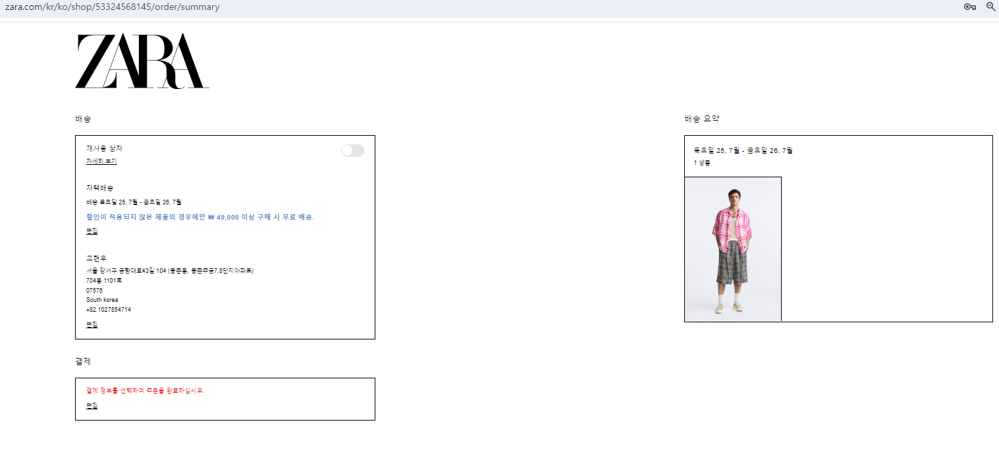 zara.com/kr/ko/shop/53324568145/order/summary
ZARA
배송
재사용 상자
자세히 보기
자택배송
배송 목요일 25, 7월 - 금요일 26, 7월
할인이 적용되지 않은 제품의 경우에만 ₩ 49,000 이상 구매 시 무료 배송.
편집
고현우
서울 강서구 공항대로43길 104 (등촌동, 등촌주공7,8단지아파트)
704동 1101호
07576
South korea
+82 1027854714
편집
결제
결제 정보를 선택하여 주문을 완료하십시오.
편집
배송 요약
목요일 25, 7월 - 금요일 26, 7월
1 상품